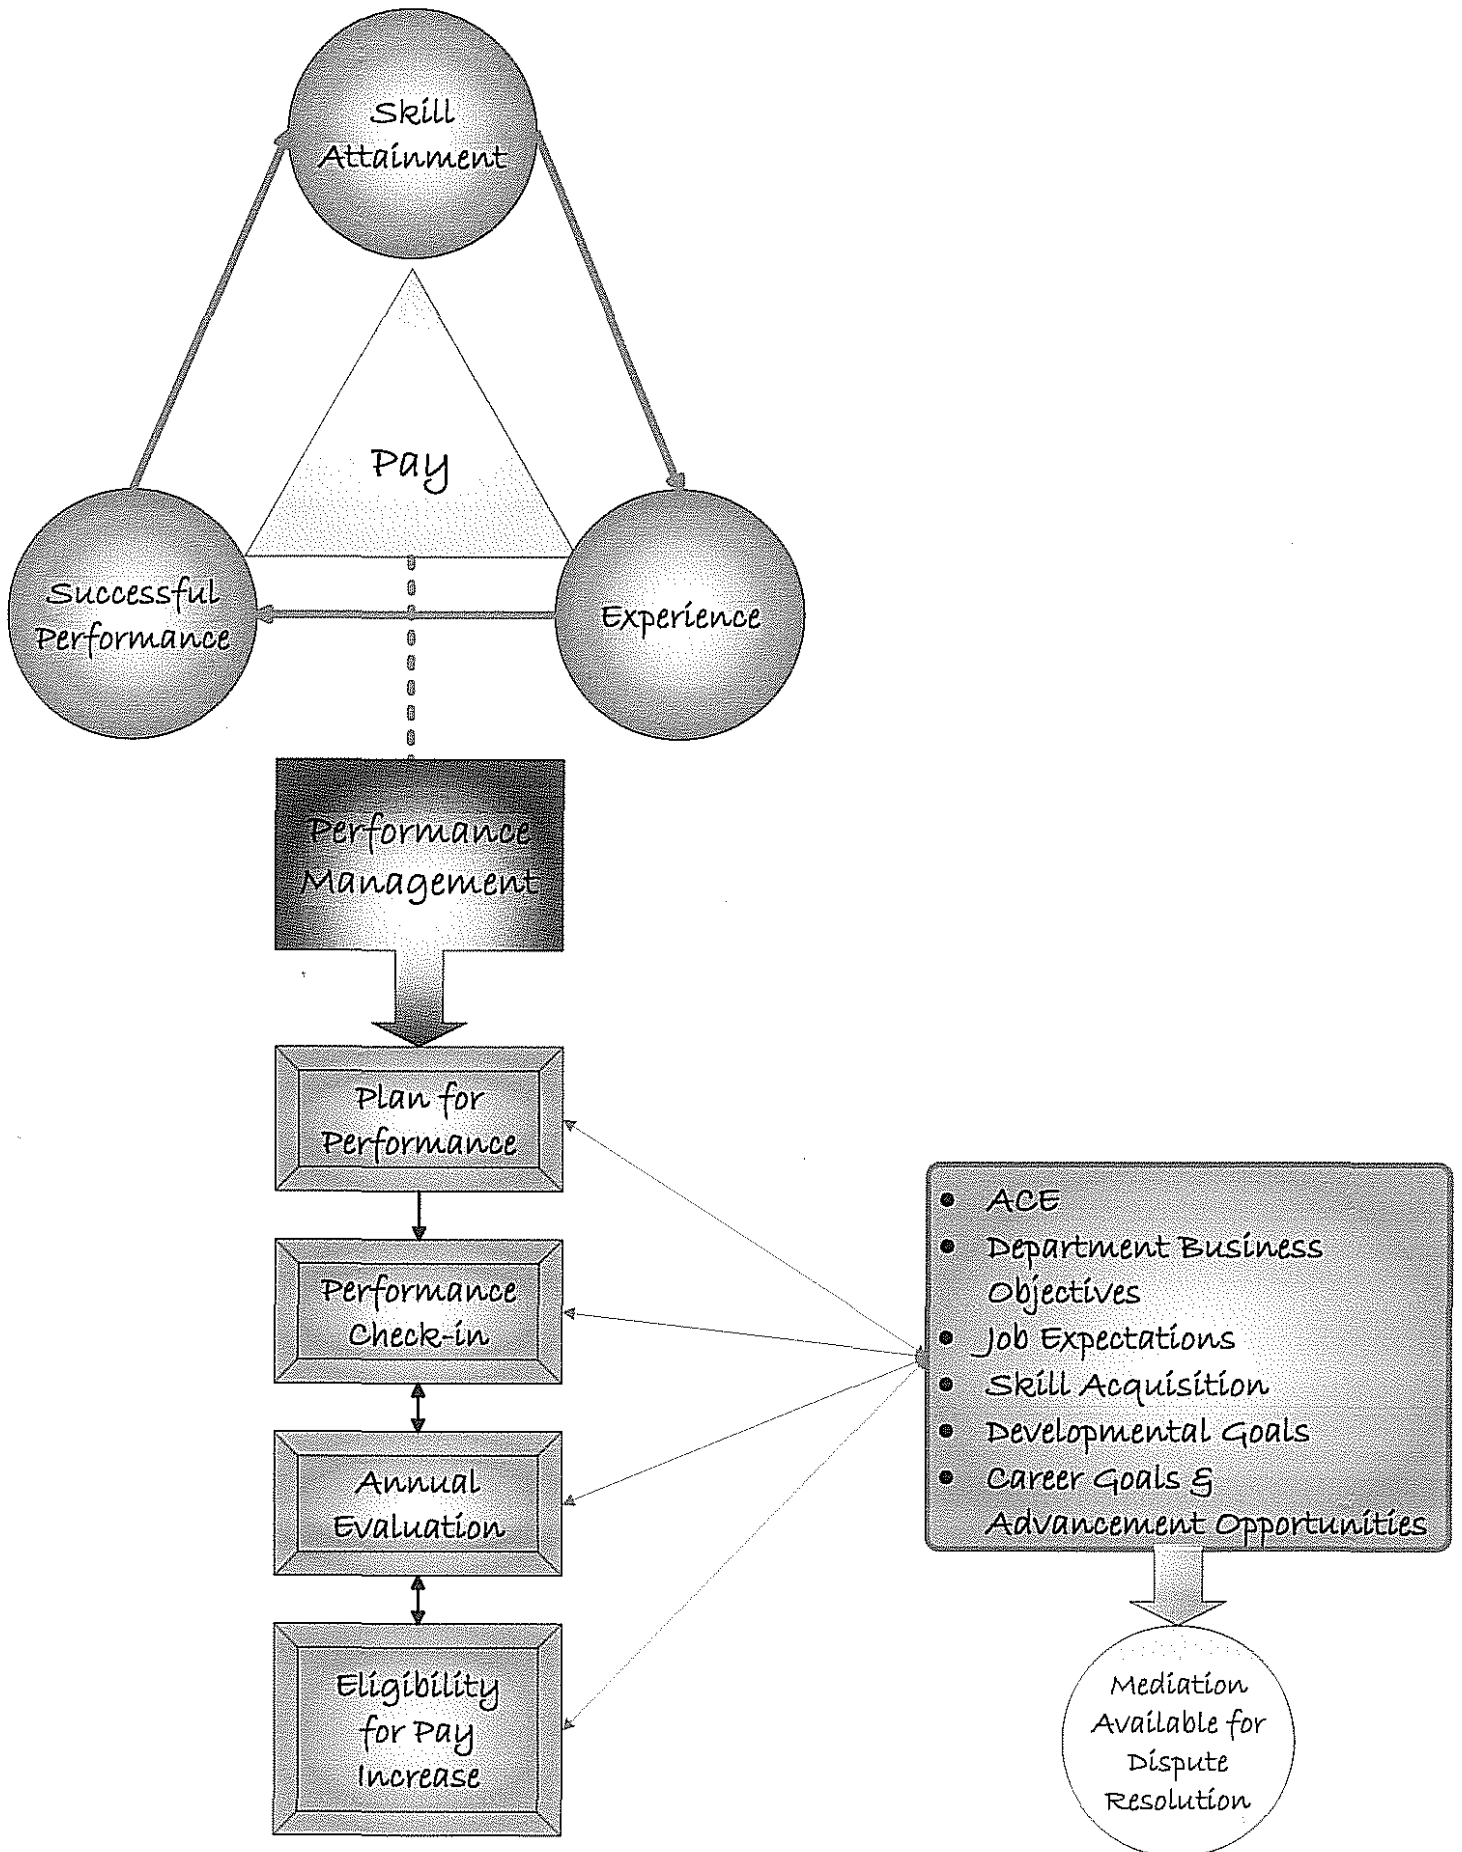 Skill
Attainment
Pay
Successful
Performance
Experience
Performance
Management
Plan for
Performance
Performance
Check-in
Annual
Evaluation
Eligibility
for Pay
Increase
• ACE
• Department Business
Objectives
• Job Expectations
• Skill Acquisition
• Developmental Goals
• Career Goals &
Advancement Opportunities
Mediation
Available for
Dispute
Resolution